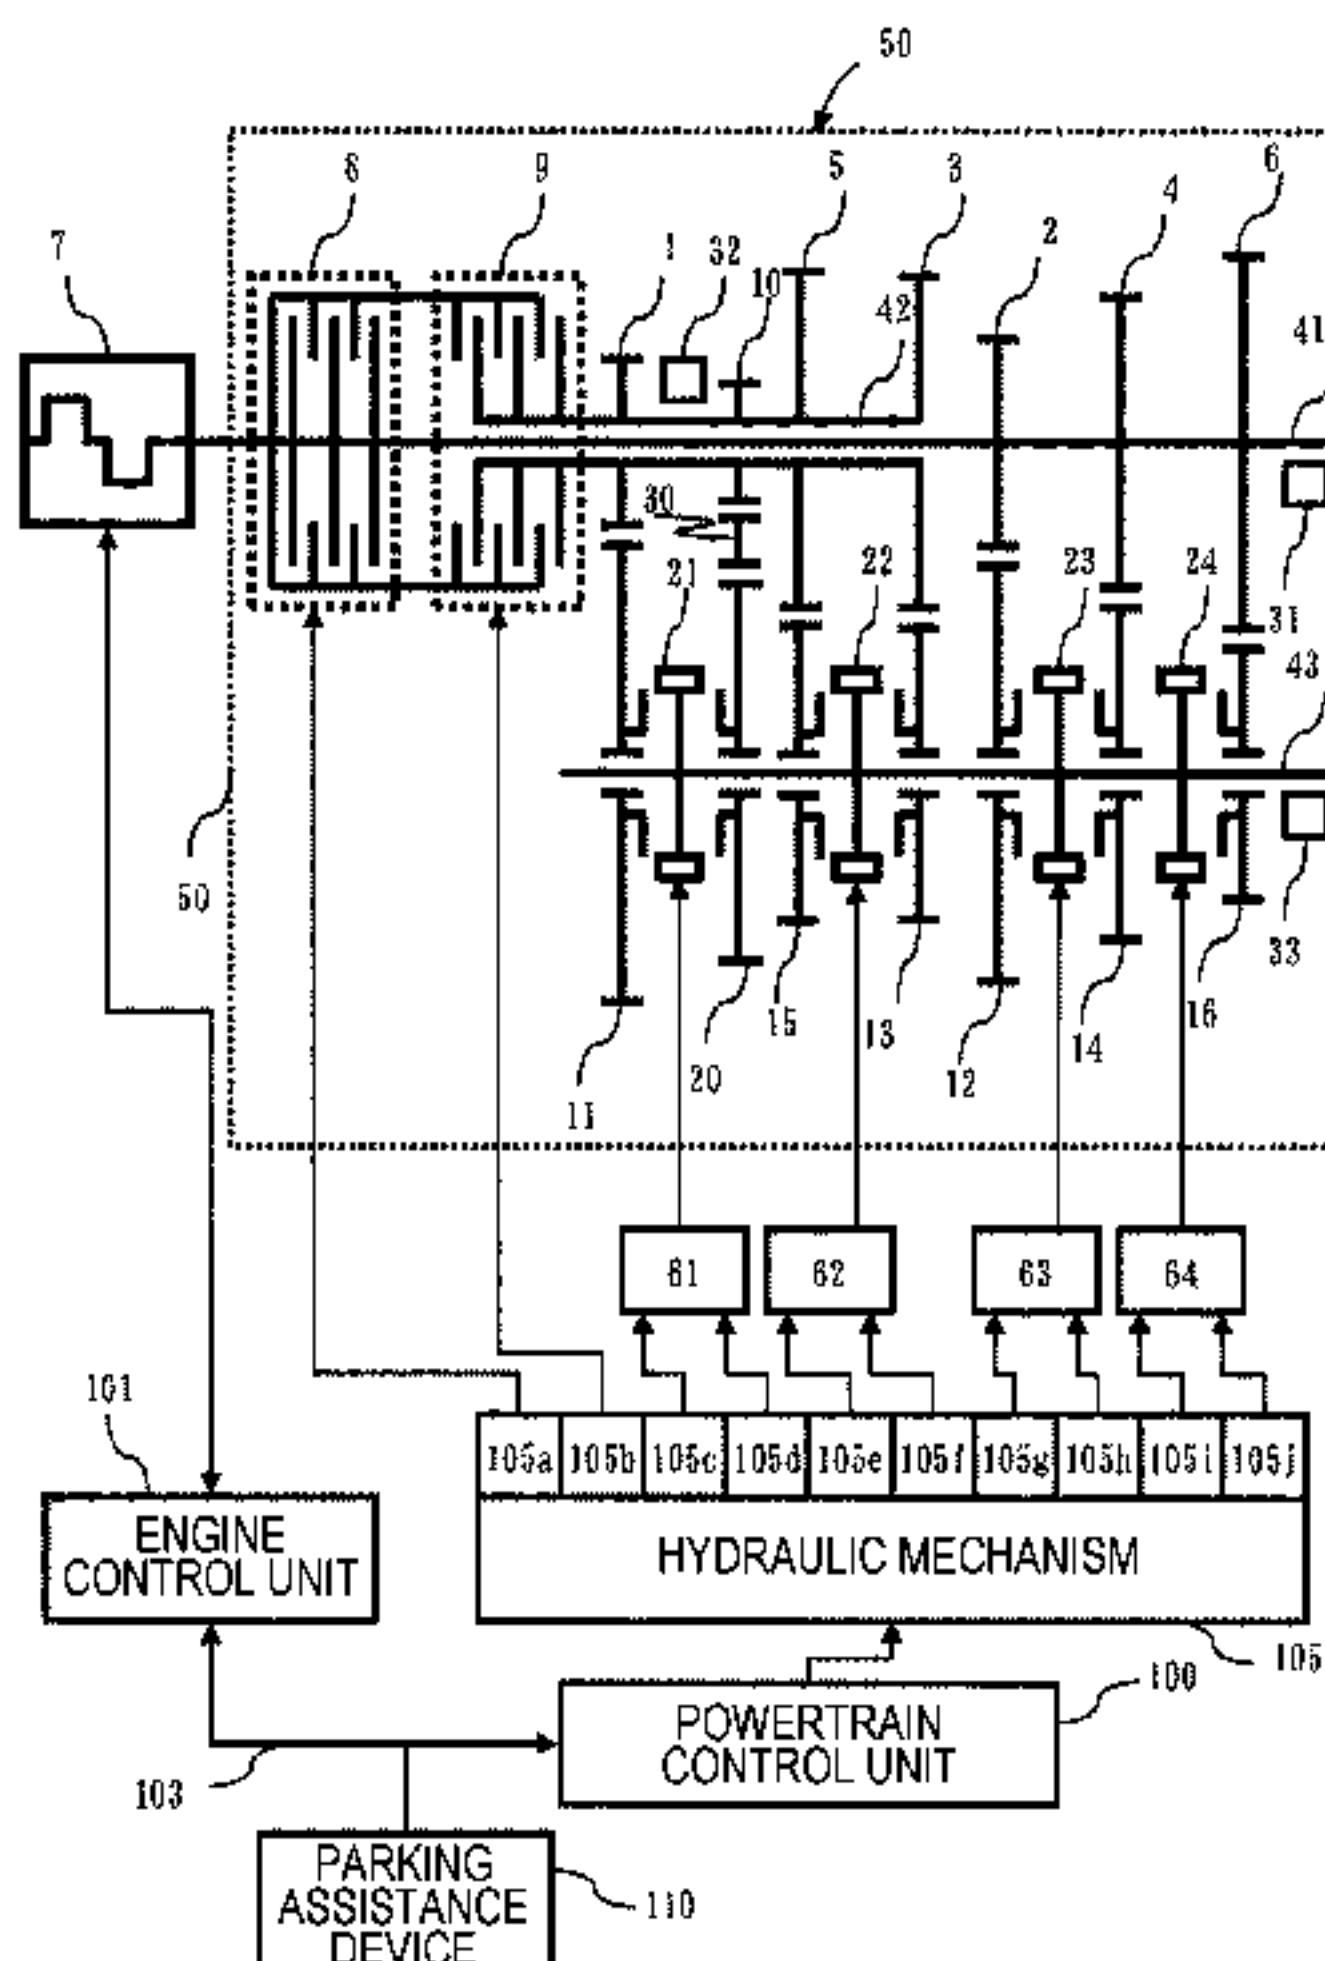 50
8 9 5 3 6
7 1 32 10 2 4
42 41
30 21 22 23 24 31
43
50
15 13 16 33
11 20 12 14
61 62 63 64
101
105a 105b 105c 105d 105e 105f 105g 105h 105i 105j
ENGINE
CONTROL UNIT
HYDRAULIC MECHANISM
105
100
POWERTRAIN
CONTROL UNIT
103
PARKING
ASSISTANCE
DEVICE
110